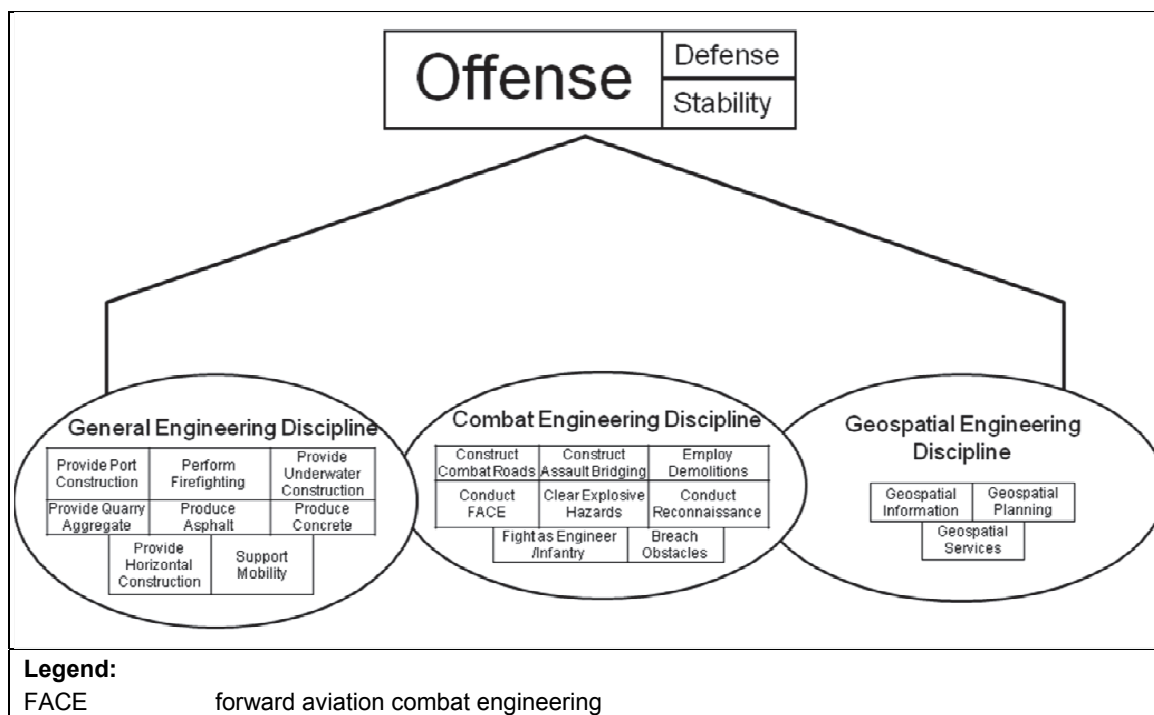 Offense
Defense
Stability
General Engineering Discipline
Provide Port
Construction
Perform
Firefighting
Provide
Underwater
Construction
Provide Quarry
Aggregate
Produce
Asphalt
Produce
Concrete
Provide
Horizontal
Construction
Support
Mobility
Combat Engineering Discipline
Construct
Combat Roads
Construct
Assault Bridging
Employ
Demolitions
Conduct
FACE
Clear Explosive
Hazards
Conduct
Reconnaissance
Fight as Engineer
/Infantry
Breach
Obstacles
Geospatial Engineering
Discipline
Geospatial
Information
Geospatial
Planning
Geospatial
Services
Legend:
FACE forward aviation combat engineering